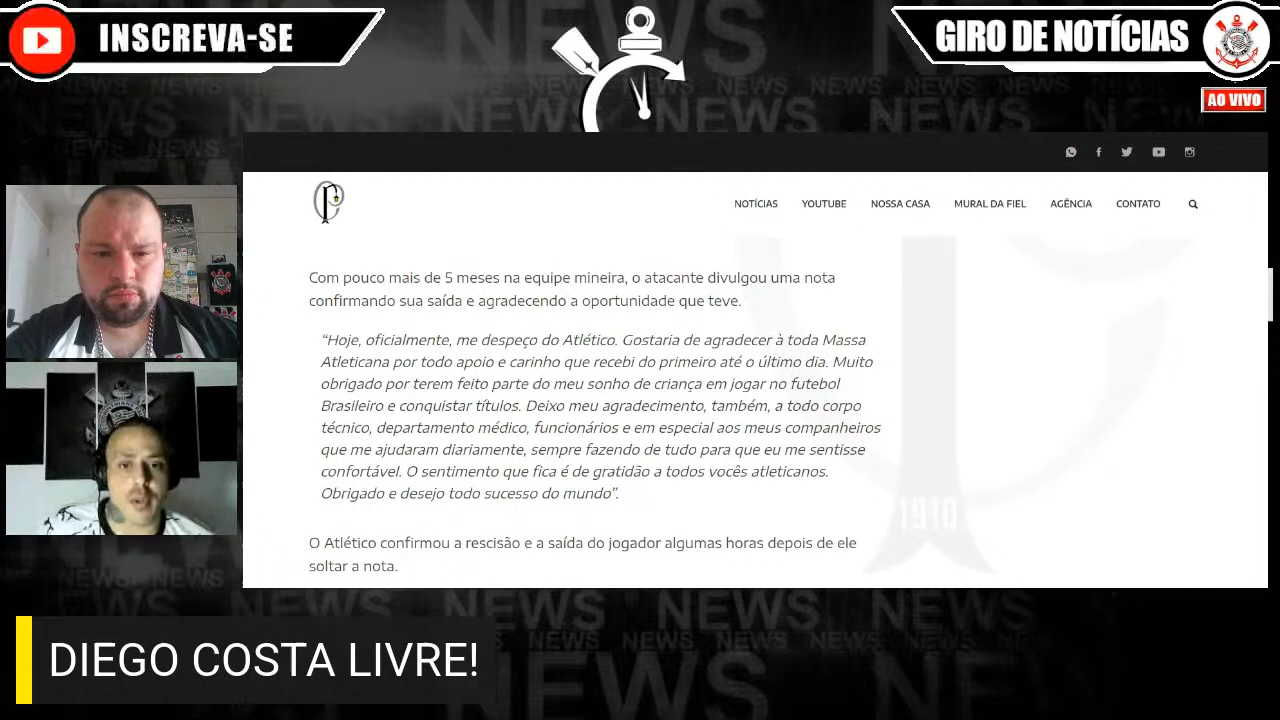 INSCREVA-SE
GIRO DE NOTÍCIAS
AO VIVO
NOTÍCIAS YOUTUBE NOSSA CASA MURAL DA FIEL AGÊNCIA CONTATO
Com pouco mais de 5 meses na equipe mineira, o atacante divulgou uma nota
confirmando sua saída e agradecendo a oportunidade que teve.
“Hoje, oficialmente, me despeço do Atlético. Gostaria de agradecer à toda Massa
Atleticana por todo apoio e carinho que recebi do primeiro até o último dia. Muito
obrigado por terem feito parte do meu sonho de criança em jogar no futebol
Brasileiro e conquistar títulos. Deixo meu agradecimento, também, a todo corpo
técnico, departamento médico, funcionários e em especial aos meus companheiros
que me ajudaram diariamente, sempre fazendo de tudo para que eu me sentisse
confortável. O sentimento que fica é de gratidão a todos vocês atleticanos.
Obrigado e desejo todo sucesso do mundo”.
1910
O Atlético confirmou a rescisão e a saída do jogador algumas horas depois de ele
soltar a nota.
NEWS NEWS NEWS
DIEGO COSTA LIVRE!